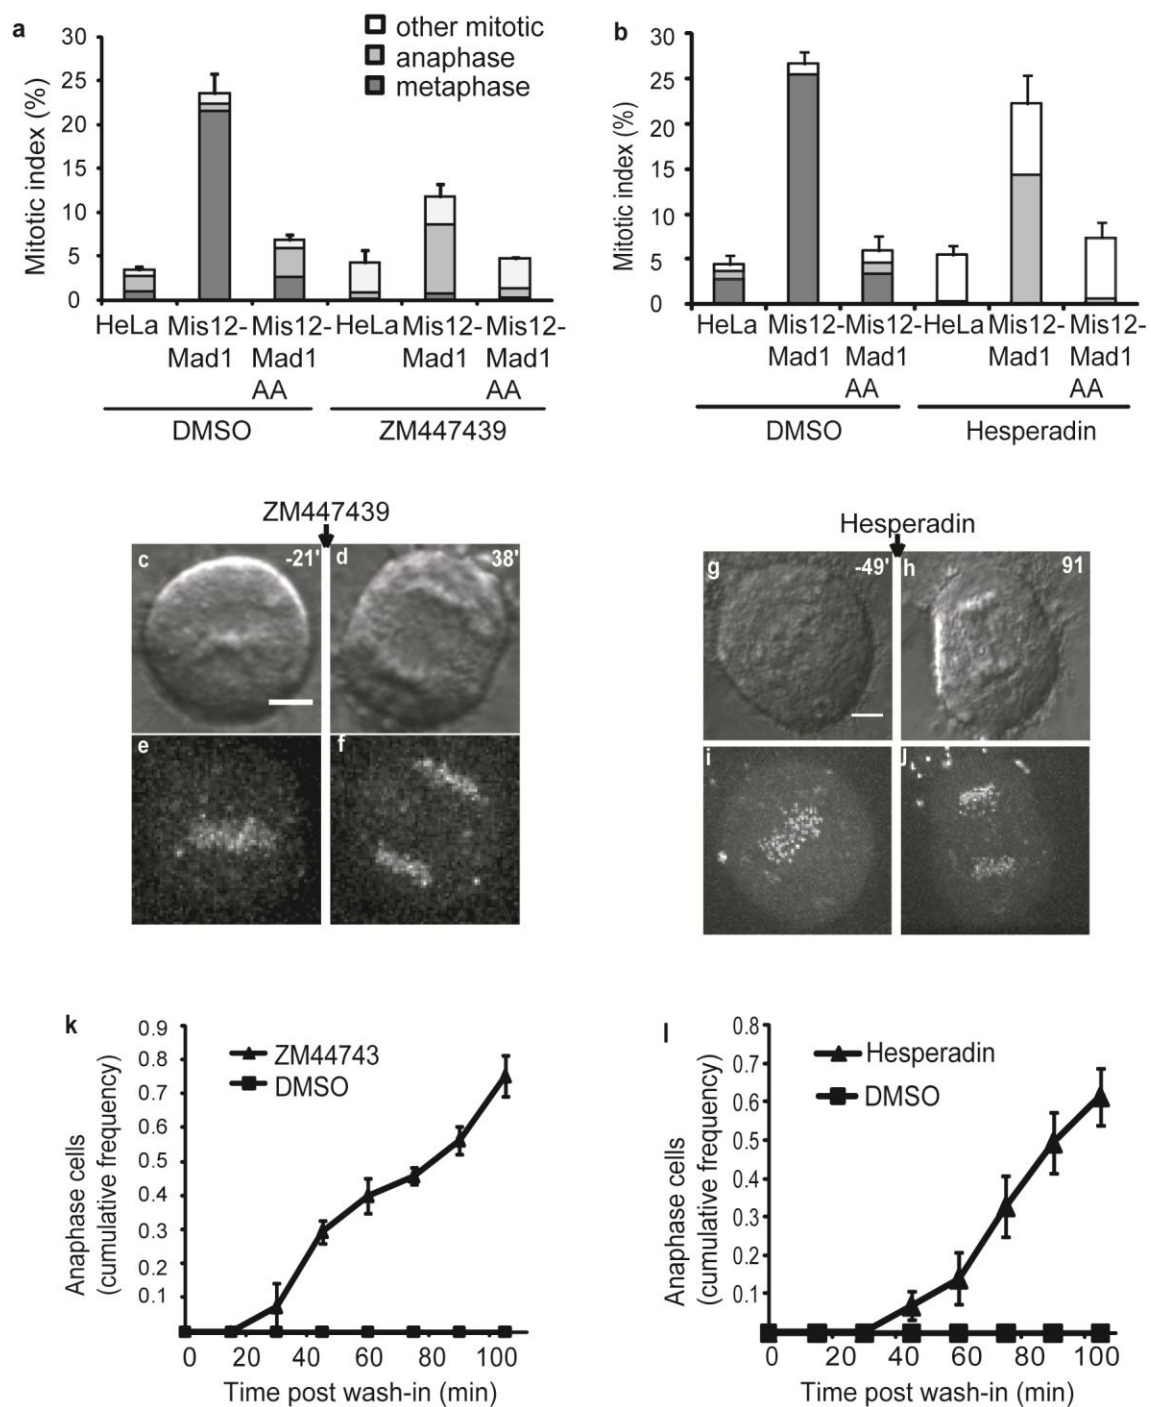 a
other mitotic
anaphase
metaphase
Mitotic index (%)
30
25
20
15
10
5
0
HeLa Mis12- Mis12- HeLa Mis12- Mis12-
Mad1 Mad1 Mad1 Mad1
AA AA
DMSO ZM447439
b
Mitotic index (%)
30
25
20
15
10
5
0
HeLa Mis12- Mis12- HeLa Mis12- Mis12-
Mad1 Mad1 Mad1 Mad1
AA AA
DMSO Hesperadin
ZM447439
c -21' d 38'
e f
Hesperadin
g -49' h 91
i J
k
ZM44743
DMSO
Anaphase cells
(cumulative frequency)
0.9
0.8
0.7
0.6
0.5
0.4
0.3
0.2
0.1
0 20 40 60 80 100
Time post wash-in (min)
l
Hesperadin
DMSO
Anaphase cells
(cumulative frequency)
0.8
0.7
0.6
0.5
0.4
0.3
0.2
0.1
0 20 40 60 80 100
Time post wash-in (min)